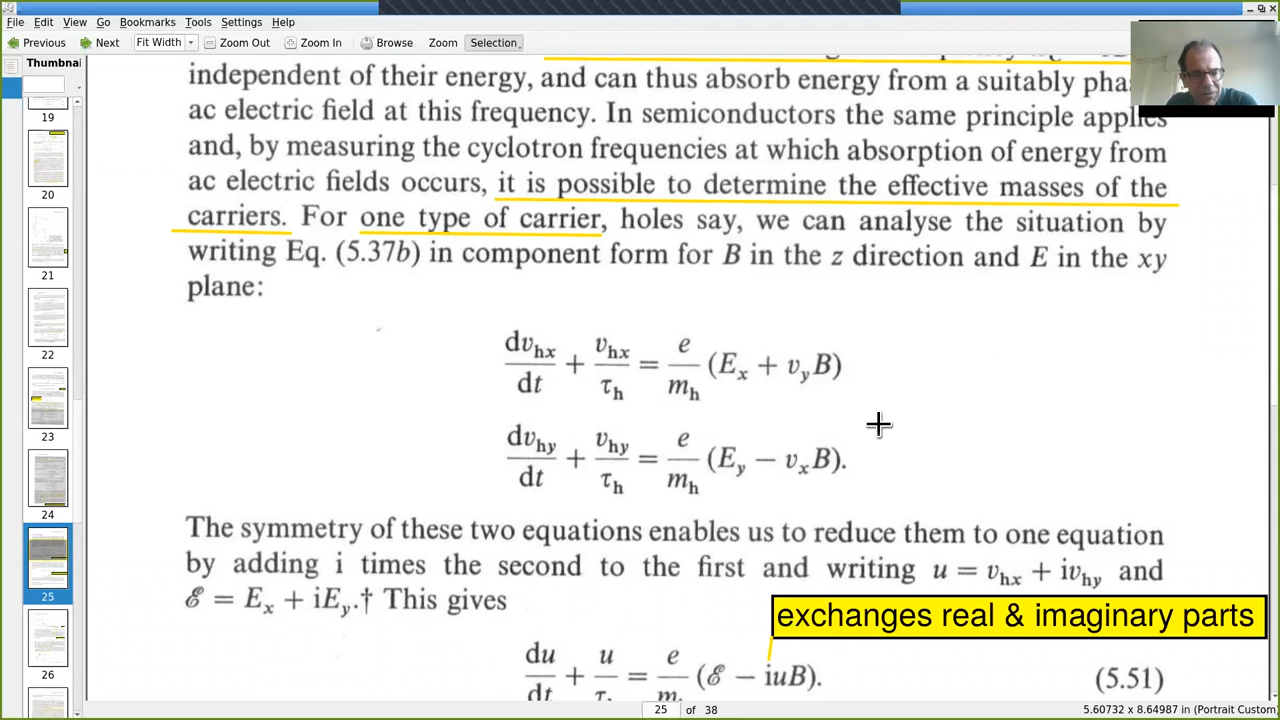 File Edit View Go Bookmarks Tools Settings Help
Previous Next Fit Width Zoom Out Zoom In Browse Zoom Selection
Thumbnai
independent of their energy, and can thus absorb energy from a suitably pha
ac electric field at this frequency. In semiconductors the same principle applies
and, by measuring the cyclotron frequencies at which absorption of energy from
ac electric fields occurs, it is possible to determine the effective masses of the
carriers. For one type of carrier, holes say, we can analyse the situation by
writing Eq. (5.37b) in component form for B in the z direction and E in the xy
plane:
dv_hx/dt + v_hx/τ_h = e/m_h (E_x + v_yB)
dv_hy/dt + v_hy/τ_h = e/m_h (E_y − v_xB).
The symmetry of these two equations enables us to reduce them to one equation
by adding i times the second to the first and writing u = v_hx + iv_hy and
ℰ = E_x + iE_y.† This gives
exchanges real & imaginary parts
du/dt + u/τ = e/m (ℰ − iuB). (5.51)
19
20
21
22
23
24
25
26
25 of 38
5.60732 x 8.64987 in (Portrait Custom)